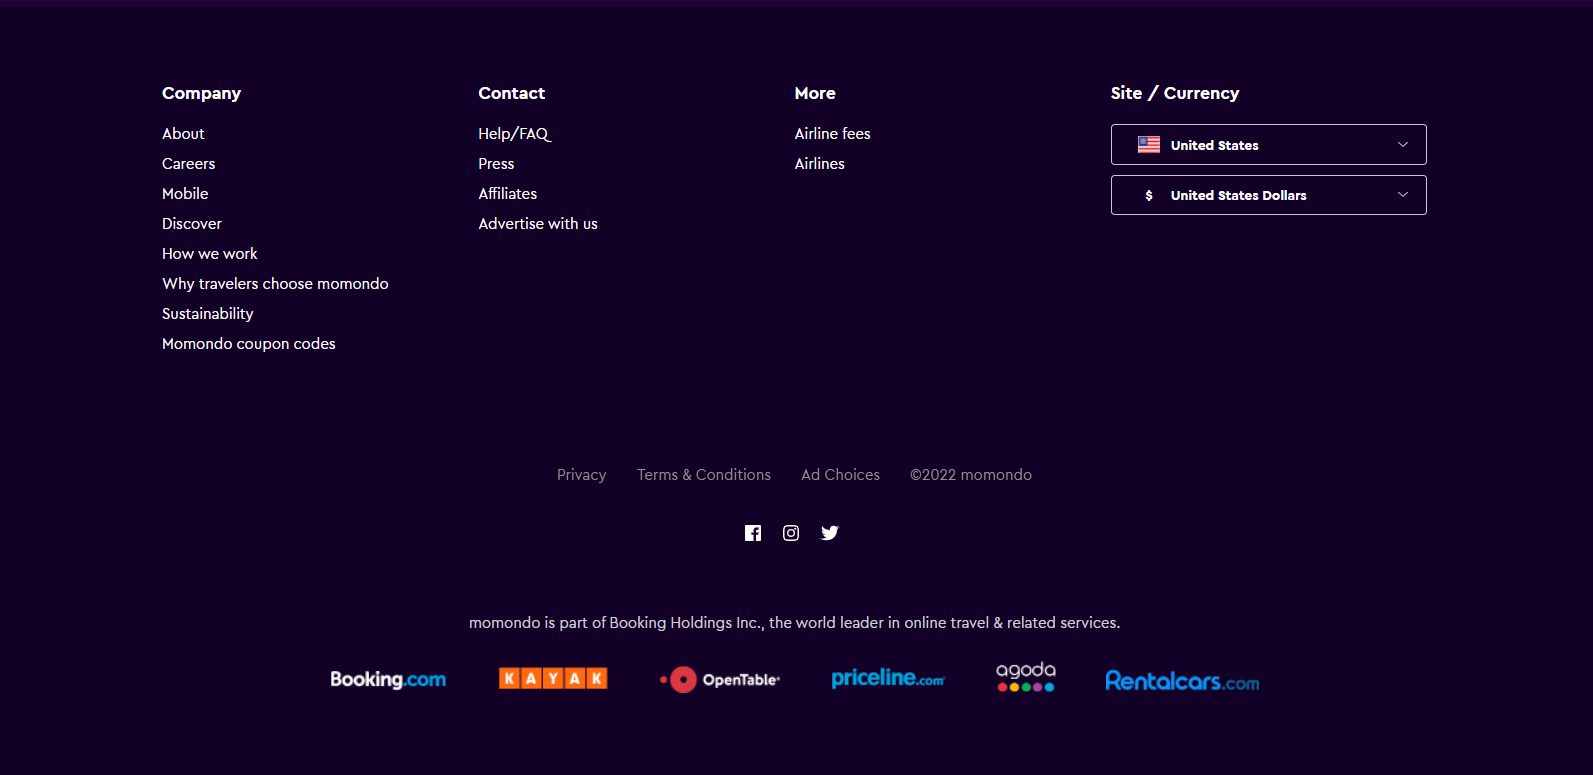 Company
About
Careers
Mobile
Discover
How we work
Why travelers choose momondo
Sustainability
Momondo coupon codes
Contact
Help/FAQ
Press
Affiliates
Advertise with us
More
Airline fees
Airlines
Site / Currency
United States
$ United States Dollars
Privacy Terms & Conditions Ad Choices ©2022 momondo
momondo is part of Booking Holdings Inc., the world leader in online travel & related services.
Booking.com KAYAK OpenTable priceline.com agoda Rentalcars.com